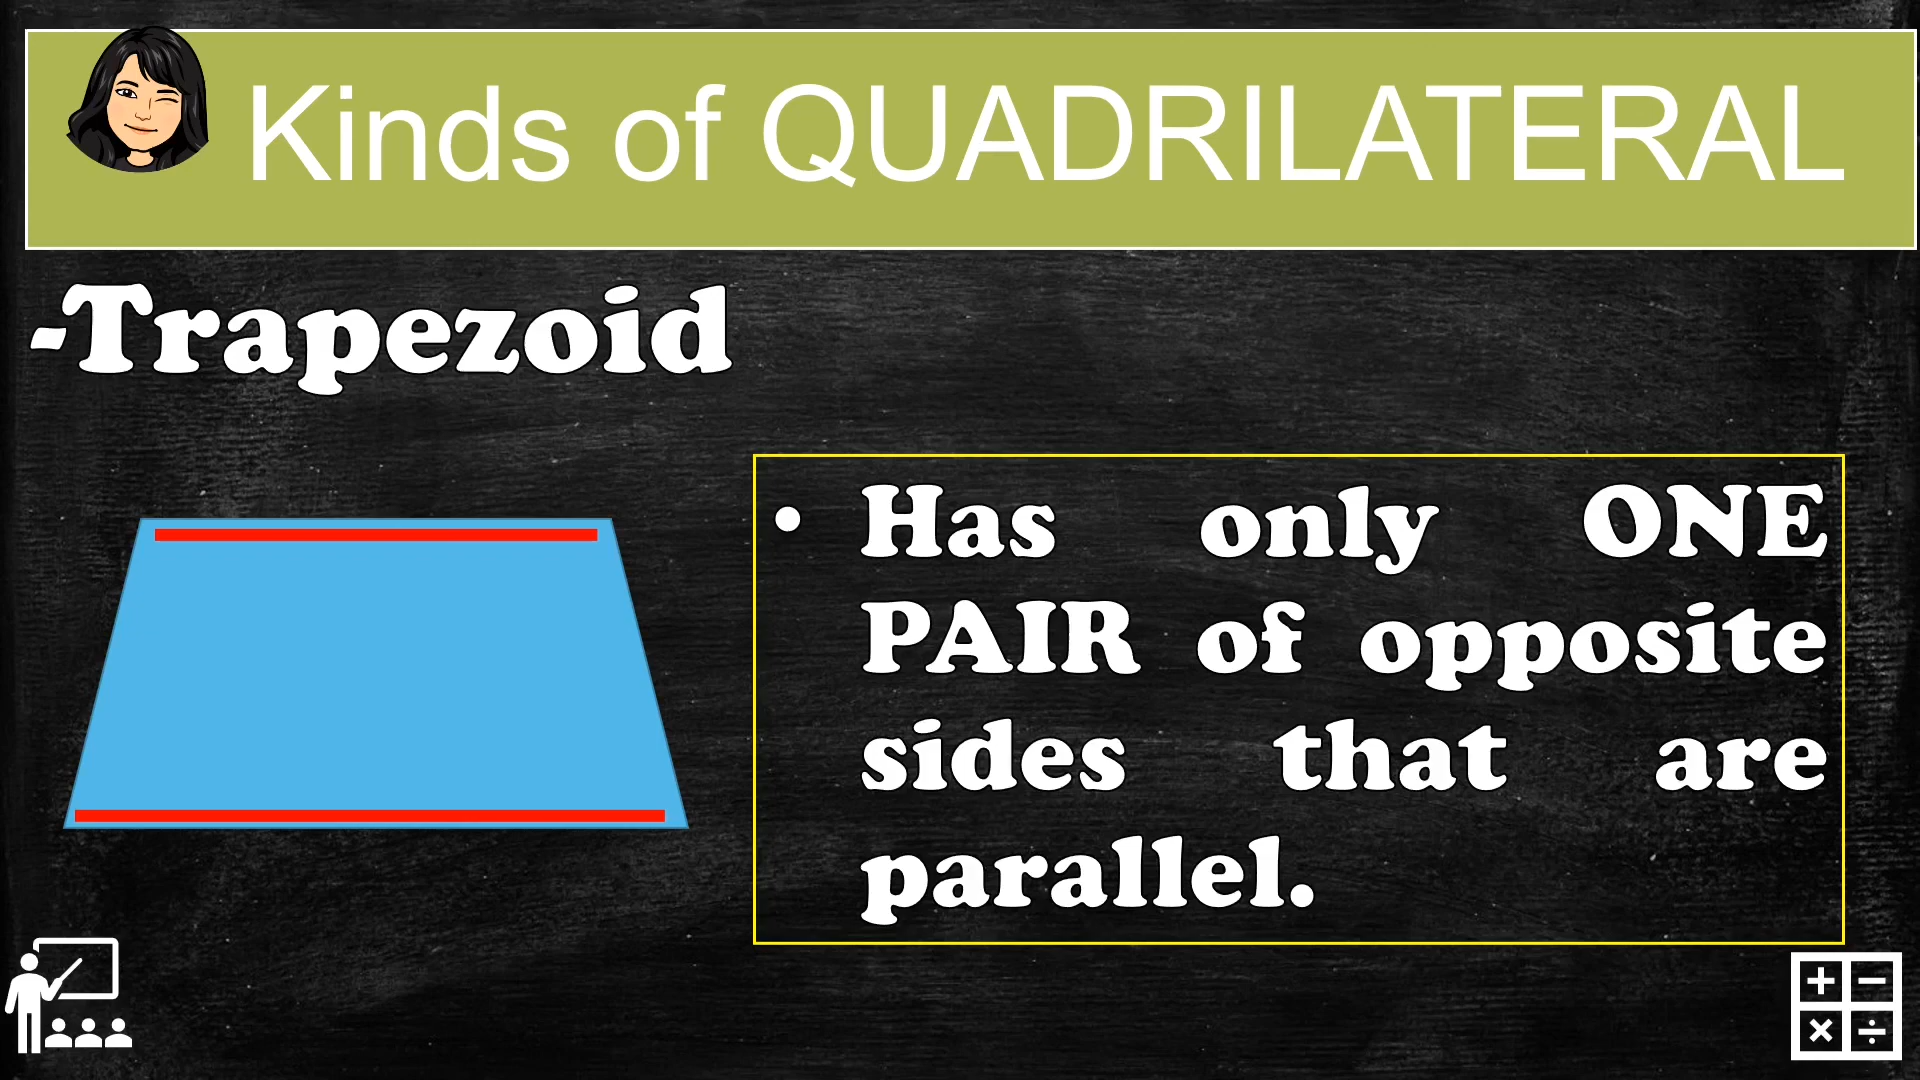 Kinds of QUADRILATERAL
-Trapezoid
• Has only ONE
PAIR of opposite
sides that are
parallel.